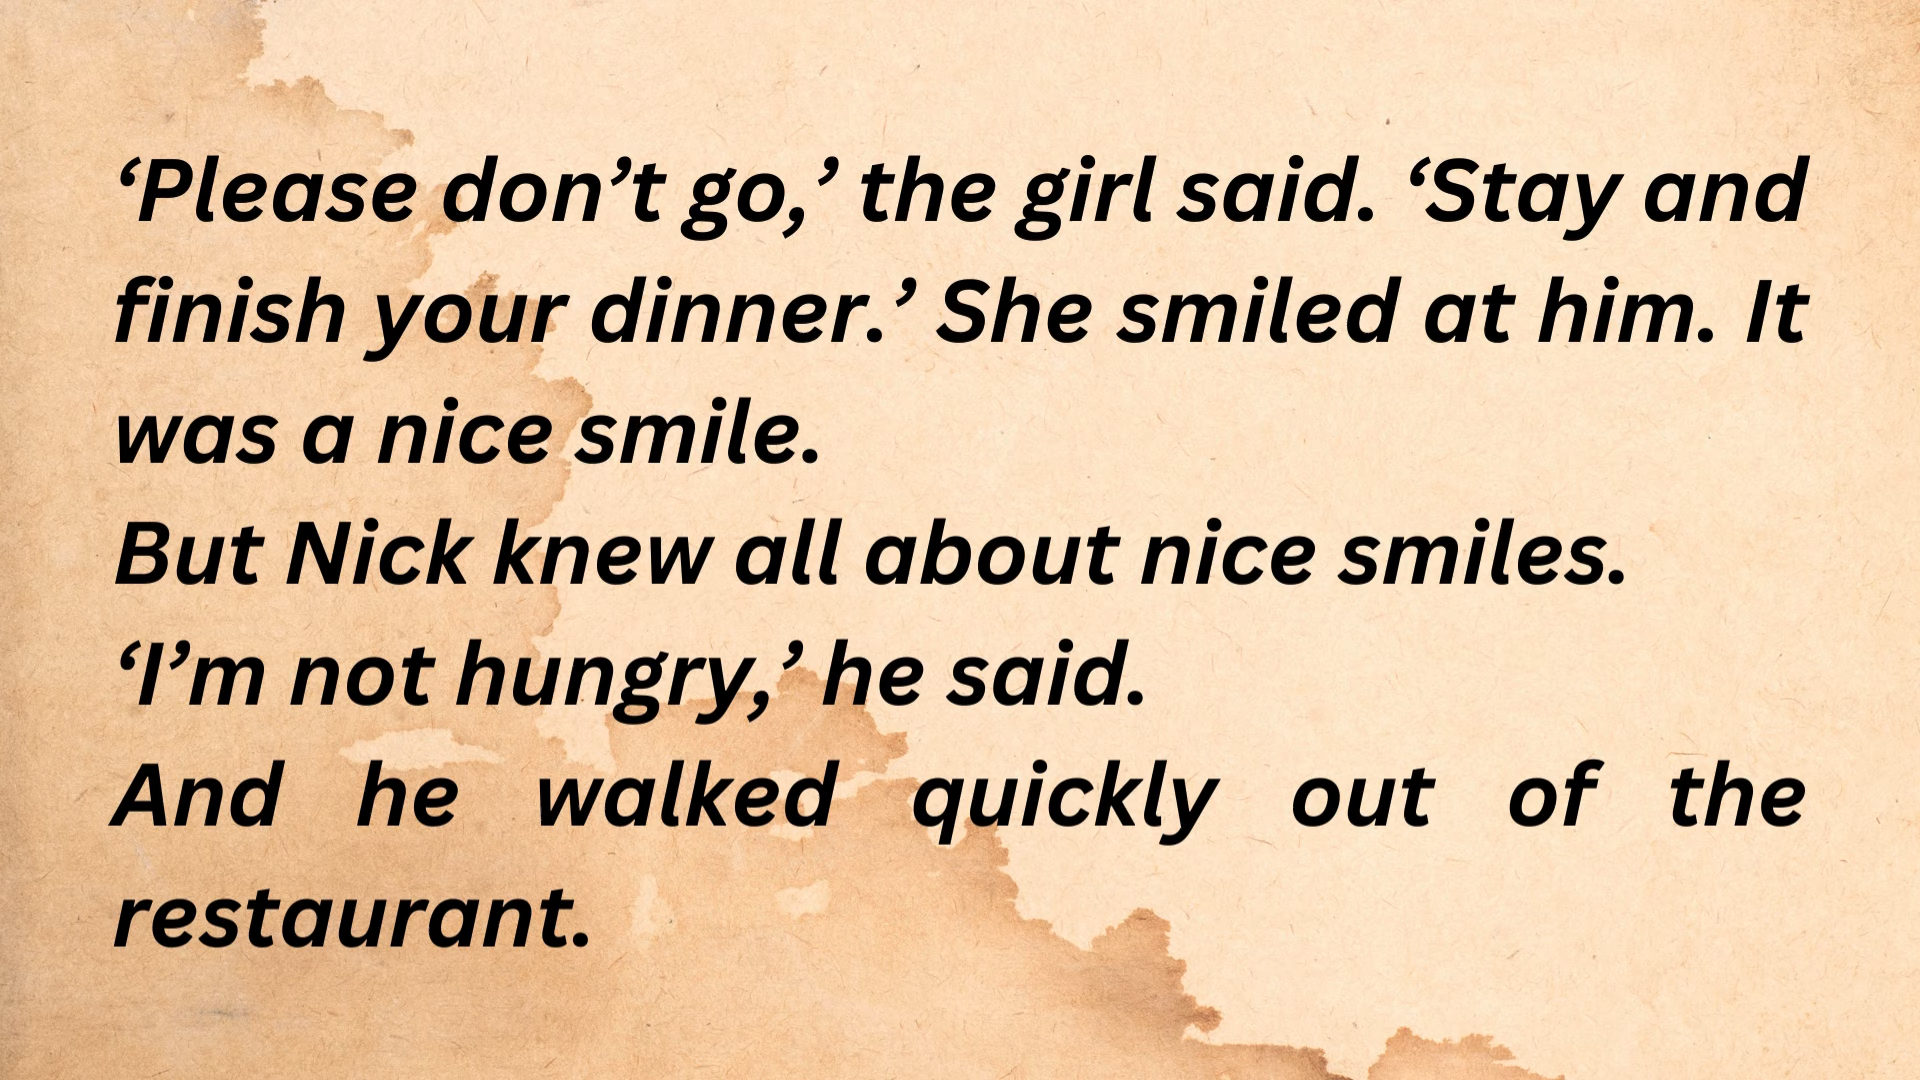 ‘Please don’t go,’ the girl said. ‘Stay and
finish your dinner.’ She smiled at him. It
was a nice smile.
But Nick knew all about nice smiles.
‘I’m not hungry,’ he said.
And he walked quickly out of the
restaurant.